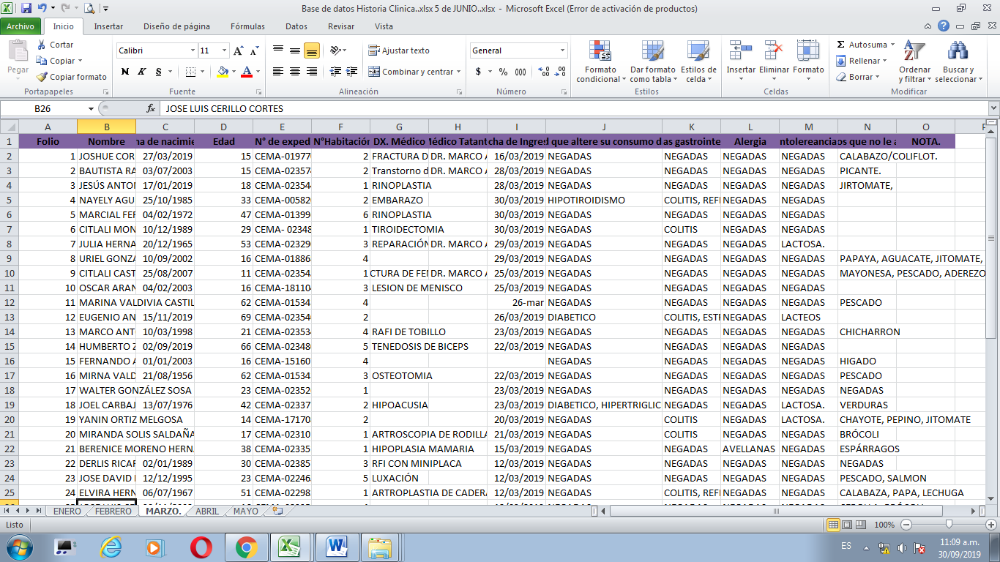 Base de datos Historia Clinica..xlsx 5 de JUNIO..xlsx - Microsoft Excel (Error de activación de productos)
Archivo Inicio Insertar Diseño de página Fórmulas Datos Revisar Vista
Pegar Cortar Copiar Copiar formato
Calibri 11 N K S
Ajustar texto Combinar y centrar
General $ % 000
Formato condicional Dar formato como tabla Estilos de celda
Insertar Eliminar Formato
Autosuma Rellenar Borrar Ordenar y filtrar Buscar y seleccionar
Portapapeles Fuente Alineación Número Estilos Celdas Modificar
B26 fx JOSE LUIS CERILLO CORTES
A B C D E F G H I J K L M N O
1 Folio Nombre na de nacimie Edad N° de exped N°Habitación DX. Médico Médico Tatant cha de Ingres l que altere su consumo d as gastrointe Alergia ntolereancia os que no le a NOTA.
2 1 JOSHUE COR 27/03/2019 15 CEMA-01977 2 FRACTURA D DR. MARCO A 16/03/2019 NEGADAS NEGADAS NEGADAS NEGADAS CALABAZO/COLIFLOT.
3 2 BAUTISTA RA 03/07/2003 15 CEMA-02357 2 Transtorno d DR. MARCO A 28/03/2019 NEGADAS NEGADAS NEGADAS NEGADAS PICANTE.
4 3 JESÚS ANTON 17/01/2019 18 CEMA-02354 1 RINOPLASTIA 28/03/2019 NEGADAS NEGADAS NEGADAS NEGADAS JIRTOMATE,
5 4 NAYELY AGU 25/10/1985 33 CEMA-00582 2 EMBARAZO 30/03/2019 HIPOTIROIDISMO COLITIS, REF NEGADAS NEGADAS
6 5 MARCIAL FER 04/02/1972 47 CEMA-01399 6 RINOPLASTIA 30/03/2019 NEGADAS NEGADAS NEGADAS NEGADAS
7 6 CITLALI MON 10/12/1989 29 CEMA- 02348 1 TIROIDECTOMIA 30/03/2019 NEGADAS COLITIS NEGADAS NEGADAS
8 7 JULIA HERNA 20/12/1965 53 CEMA-02329 3 REPARACIÓN DR. MARCO A 29/03/2019 NEGADAS NEGADAS NEGADAS LACTOSA.
9 8 URIEL GONZA 10/09/2002 16 CEMA-01886 4 29/03/2019 NEGADAS NEGADAS NEGADAS NEGADAS PAPAYA, AGUACATE, JITOMATE,
10 9 CITLALI CAST 25/08/2007 11 CEMA-02354 1 CTURA DE FE DR. MARCO A 25/03/2019 NEGADAS NEGADAS NEGADAS NEGADAS MAYONESA, PESCADO, ADEREZO
11 10 OSCAR ARAN 04/02/2003 16 CEMA-18110 3 LESION DE MENISCO 25/03/2019 NEGADAS NEGADAS NEGADAS NEGADAS
12 11 MARINA VALDIVIA CASTIL 62 CEMA-01534 4 26-mar NEGADAS NEGADAS NEGADAS NEGADAS PESCADO
13 12 EUGENIO AN 15/11/2019 69 CEMA-02354 2 26/03/2019 DIABETICO COLITIS, EST NEGADAS LACTEOS
14 13 MARCO ANT 10/03/1998 21 CEMA-02353 4 RAFI DE TOBILLO 23/03/2019 NEGADAS NEGADAS NEGADAS NEGADAS CHICHARRON
15 14 HUMBERTO Z 02/09/2019 66 CEMA-02348 5 TENEDOSIS DE BICEPS 22/03/2019 NEGADAS NEGADAS NEGADAS NEGADAS
16 15 FERNANDO A 01/01/2003 16 CEMA-15160 4 NEGADAS NEGADAS NEGADAS NEGADAS HIGADO
17 16 MIRNA VALD 21/08/1956 62 CEMA-01534 3 OSTEOTOMIA 22/03/2019 NEGADAS NEGADAS NEGADAS NEGADAS PESCADO
18 17 WALTER GONZÁLEZ SOSA 23 CEMA-02352 1 23/03/2019 NEGADAS NEGADAS NEGADAS NEGADAS NEGADAS
19 18 JOEL CARBAJ 13/07/1976 42 CEMA-02337 2 HIPOACUSIA 23/03/2019 DIABETICO, HIPERTRIGLIC NEGADAS NEGADAS LACTOSA. VERDURAS
20 19 YANIN ORTIZ MELGOSA 14 CEMA-17170 2 20/03/2019 NEGADAS COLITIS NEGADAS LACTOSA. CHAYOTE, PEPINO, JITOMATE
21 20 MIRANDA SOLIS SALDAÑA 17 CEMA-02310 1 ARTROSCOPIA DE RODILLA 21/03/2019 NEGADAS COLITIS NEGADAS NEGADAS BRÓCOLI
22 21 BERENICE MORENO HERN 38 CEMA-02335 1 HIPOPLASIA MAMARIA 15/03/2019 NEGADAS NEGADAS AVELLANAS NEGADAS ESPÁRRAGOS
23 22 DERLIS RICAR 02/01/1989 30 CEMA-02385 3 RFI CON MINIPLACA 12/03/2019 NEGADAS NEGADAS NEGADAS NEGADAS NEGADAS
24 23 JOSE DAVID 12/12/1995 23 CEMA-02246 5 LUXACIÓN 12/03/2019 NEGADAS NEGADAS NEGADAS NEGADAS PESCADO, SALMON
25 24 ELVIRA HERN 06/07/1967 51 CEMA-02298 1 ARTROPLASTIA DE CADERA 12/03/2019 NEGADAS COLITIS, REF NEGADAS NEGADAS CALABAZA, PAPA, LECHUGA
ENERO FEBRERO MARZO. ABRIL MAYO
Listo 100%
ES 11:09 a.m.
30/09/2019